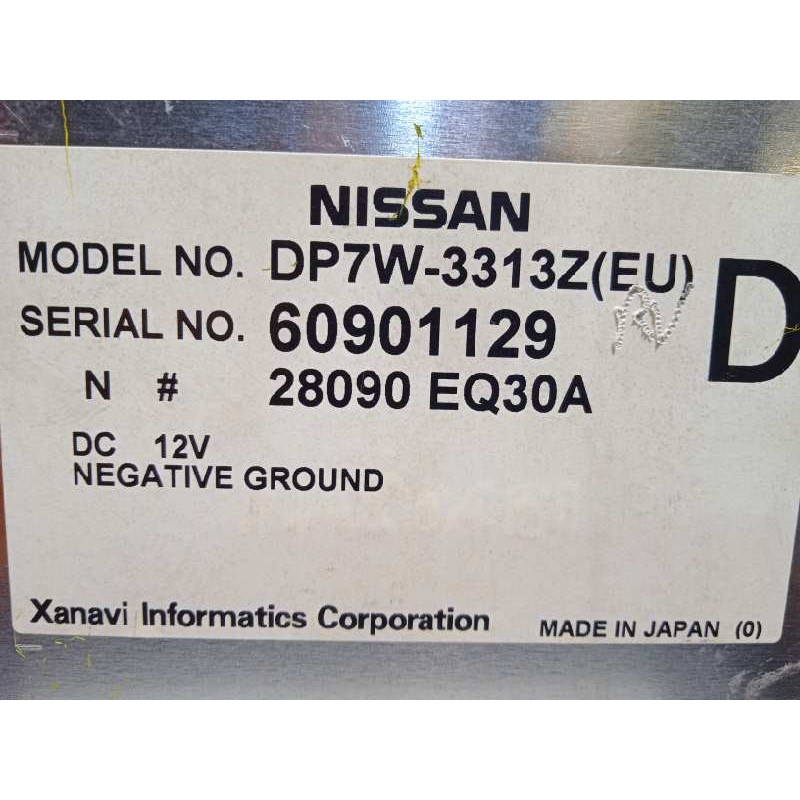 NISSAN
MODEL NO. DP7W-3313Z(EU)
SERIAL NO. 60901129
N # 28090 EQ30A
D
DC 12V
NEGATIVE GROUND
Xanavi Informatics Corporation
MADE IN JAPAN (0)